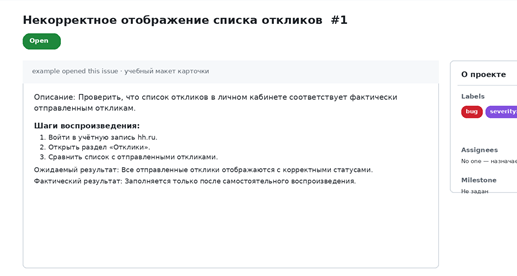 Некорректное отображение списка откликов #1
Open
example opened this issue · учебный макет карточки
Описание: Проверить, что список откликов в личном кабинете соответствует фактически
отправленным откликам.
Шаги воспроизведения:
1. Войти в учётную запись hh.ru.
2. Открыть раздел «Отклики».
3. Сравнить список с отправленными откликами.
Ожидаемый результат: Все отправленные отклики отображаются с корректными статусами.
Фактический результат: Заполняется только после самостоятельного воспроизведения.
О проекте
Labels
bug severity
Assignees
No one —
Milestone
Не задан